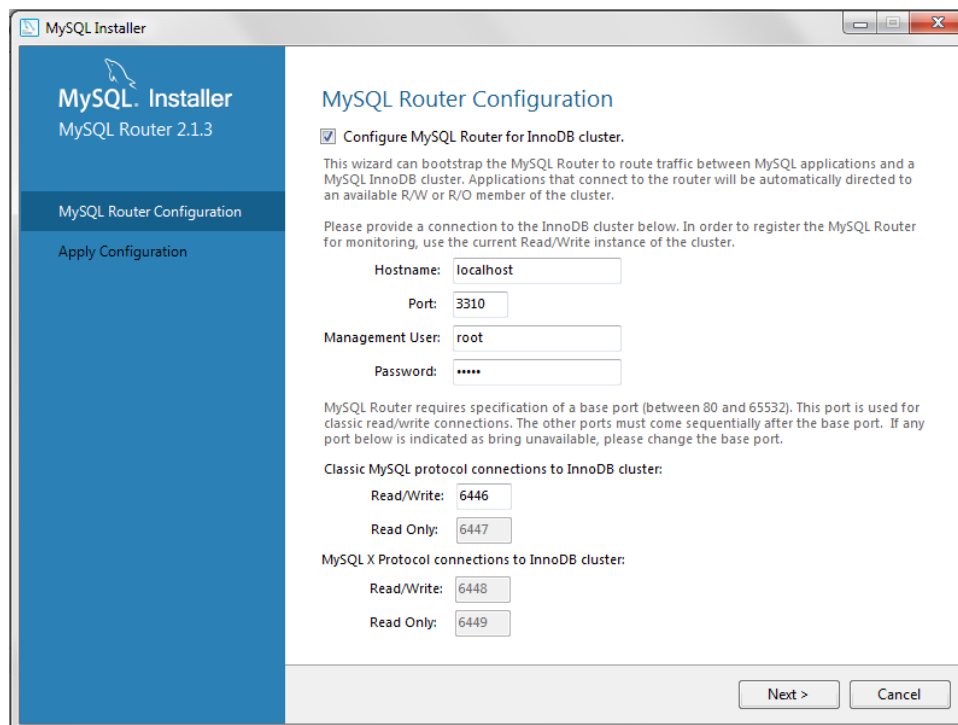 MySQL Installer
MySQL. Installer
MySQL Router 2.1.3
MySQL Router Configuration
Apply Configuration
MySQL Router Configuration
Configure MySQL Router for InnoDB cluster.
This wizard can bootstrap the MySQL Router to route traffic between MySQL applications and a
MySQL InnoDB cluster. Applications that connect to the router will be automatically directed to
an available R/W or R/O member of the cluster.
Please provide a connection to the InnoDB cluster below. In order to register the MySQL Router
for monitoring, use the current Read/Write instance of the cluster.
Hostname: localhost
Port: 3310
Management User: root
Password: •••••
MySQL Router requires specification of a base port (between 80 and 65532). This port is used for
classic read/write connections. The other ports must come sequentially after the base port.  If any
port below is indicated as bring unavailable, please change the base port.
Classic MySQL protocol connections to InnoDB cluster:
Read/Write: 6446
Read Only: 6447
MySQL X Protocol connections to InnoDB cluster:
Read/Write: 6448
Read Only: 6449
Next >
Cancel